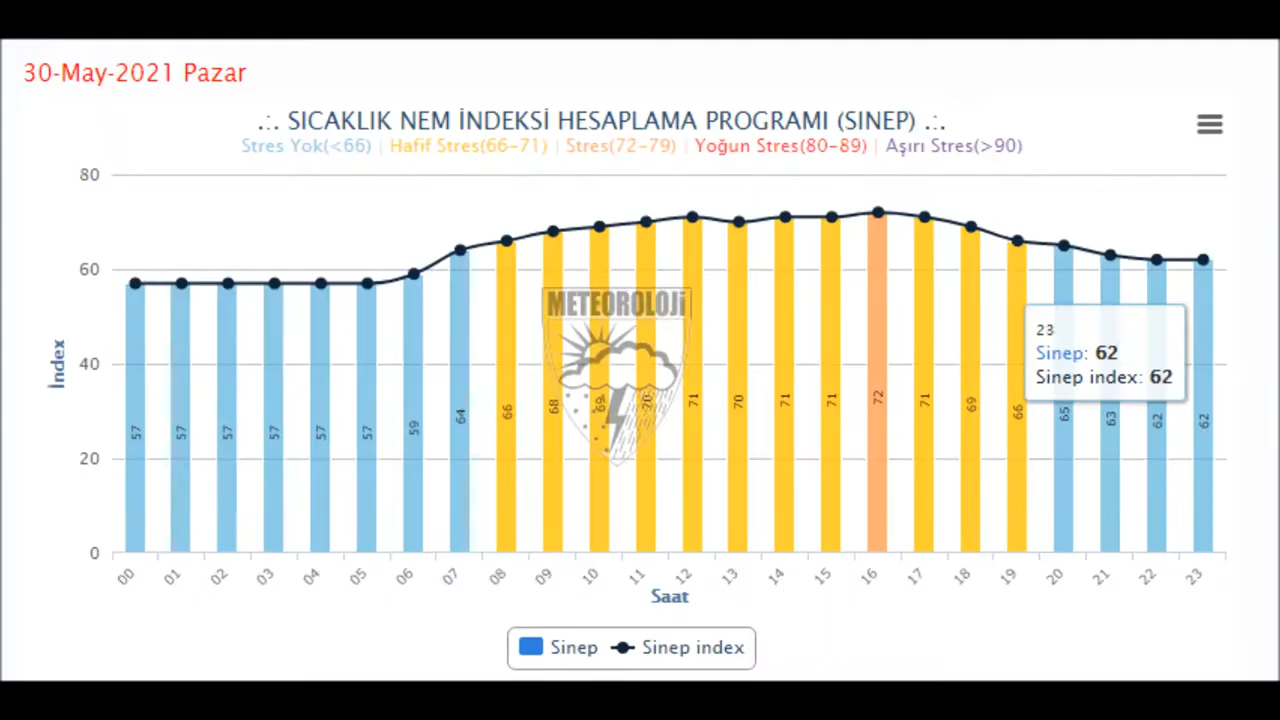 30-May-2021 Pazar
.:. SICAKLIK NEM İNDEKSİ HESAPLAMA PROGRAMI (SINEP) .:.
Stres Yok(<66) | Hafif Stres(66-71) | Stres(72-79) | Yoğun Stres(80-89) | Aşırı Stres(>90)
80
60
40
20
0
İndex
METEOROLOJİ
57 57 57 57 57 57 59 64 66 68 69 70 71 70 71 71 72 71 69 66 65 63 62 62
23
Sinep: 62
Sinep index: 62
00 01 02 03 04 05 06 07 08 09 10 11 12 13 14 15 16 17 18 19 20 21 22 23
Saat
Sinep Sinep index